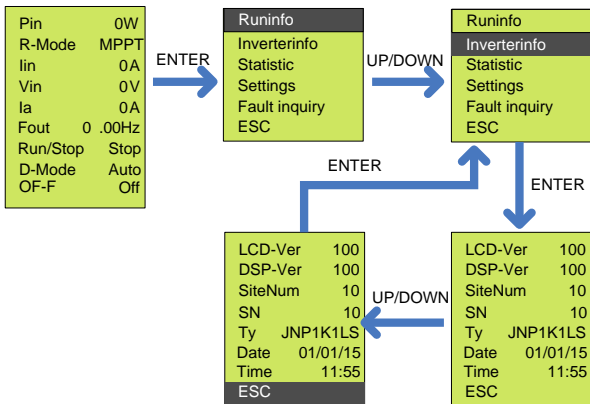 Pin 0W
R-Mode MPPT
Iin 0A
Vin 0V
Ia 0A
Fout 0 .00Hz
Run/Stop Stop
D-Mode Auto
OF-F Off
ENTER
Runinfo
Inverterinfo
Statistic
Settings
Fault inquiry
ESC
UP/DOWN
Runinfo
Inverterinfo
Statistic
Settings
Fault inquiry
ESC
ENTER
ENTER
LCD-Ver 100
DSP-Ver 100
SiteNum 10
SN 10
Ty JNP1K1LS
Date 01/01/15
Time 11:55
ESC
UP/DOWN
LCD-Ver 100
DSP-Ver 100
SiteNum 10
SN 10
Ty JNP1K1LS
Date 01/01/15
Time 11:55
ESC